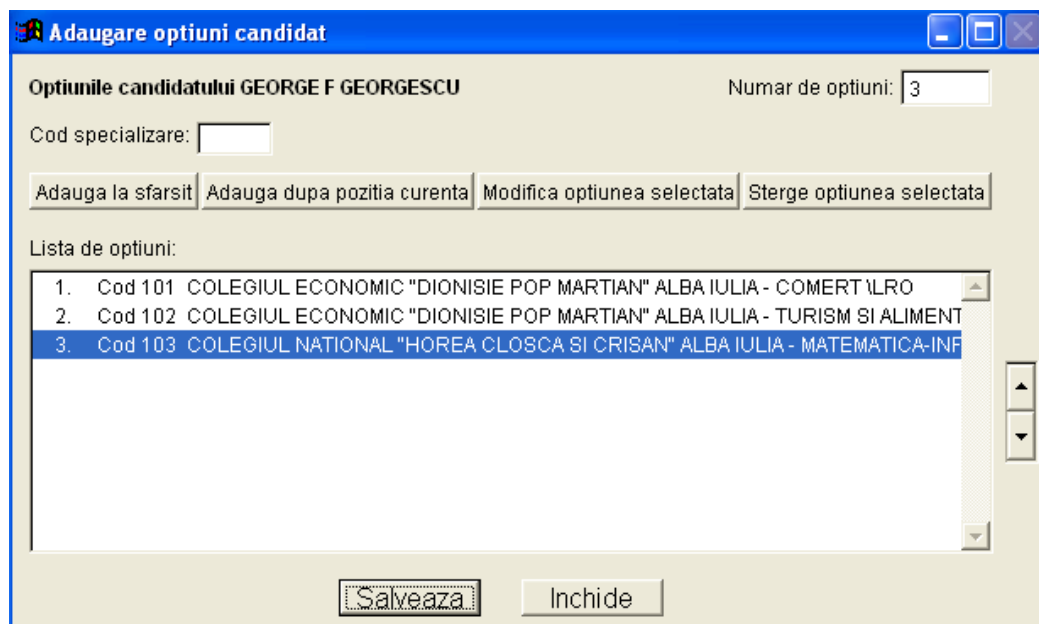 Adaugare optiuni candidat
Optiunile candidatului GEORGE F GEORGESCU Numar de optiuni: 3
Cod specializare:
Adauga la sfarsit Adauga dupa pozitia curenta Modifica optiunea selectata Sterge optiunea selectata
Lista de optiuni:
1. Cod 101 COLEGIUL ECONOMIC "DIONISIE POP MARTIAN" ALBA IULIA - COMERT \LRO
2. Cod 102 COLEGIUL ECONOMIC "DIONISIE POP MARTIAN" ALBA IULIA - TURISM SI ALIMENT
3. Cod 103 COLEGIUL NATIONAL "HOREA CLOSCA SI CRISAN" ALBA IULIA - MATEMATICA-INF
Salveaza Inchide